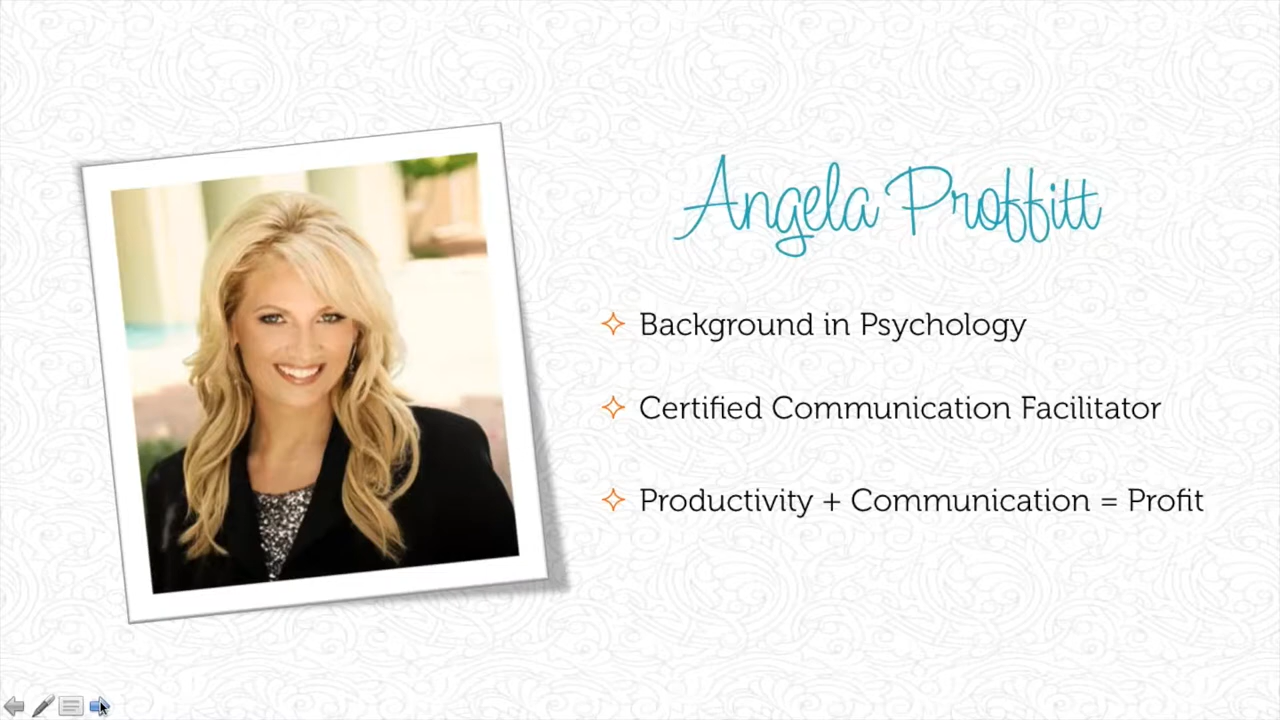 Angela Proffitt
Background in Psychology
Certified Communication Facilitator
Productivity + Communication = Profit